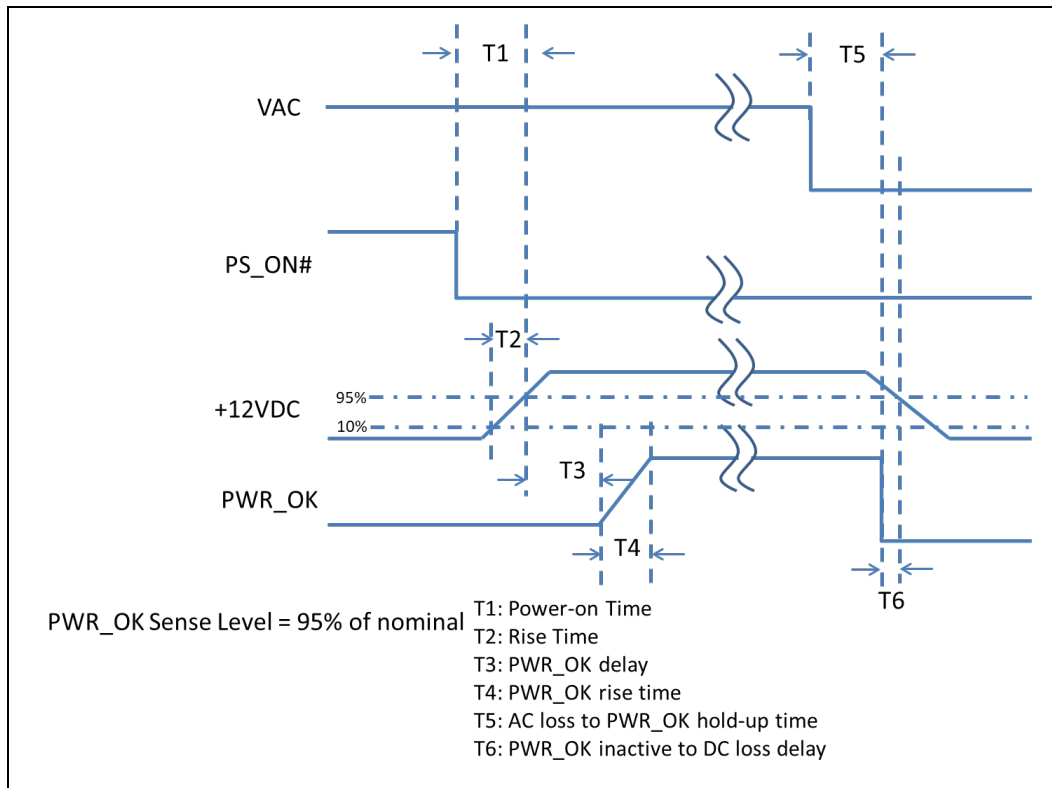 T1
T5
VAC
PS_ON#
T2
95%
+12VDC
10%
T3
PWR_OK
T4
T6
PWR_OK Sense Level = 95% of nominal
T1: Power-on Time
T2: Rise Time
T3: PWR_OK delay
T4: PWR_OK rise time
T5: AC loss to PWR_OK hold-up time
T6: PWR_OK inactive to DC loss delay